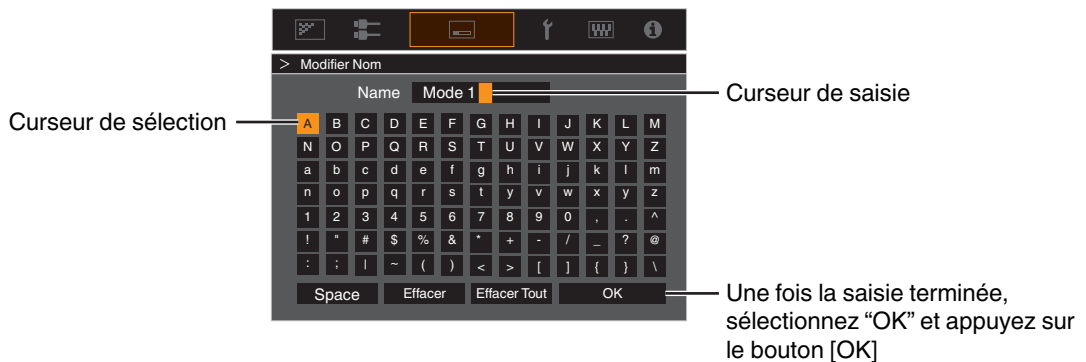 > Modifier Nom
Name Mode 1
Curseur de saisie
Curseur de sélection
A B C D E F G H I J K L M
N O P Q R S T U V W X Y Z
a b c d e f g h i j k l m
n o p q r s t y v w x y z
1 2 3 4 5 6 7 8 9 0 , . ^
! " # $ % & * + - / _ ? @
: ; | ~ ( ) < > [ ] { } \
Space Effacer Effacer Tout OK
Une fois la saisie terminée,
sélectionnez “OK” et appuyez sur
le bouton [OK]